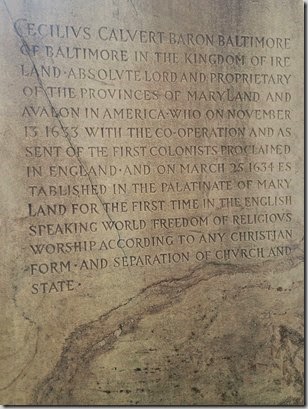 CECILIVS CALVERT BARON BALTIMORE
OF BALTIMORE IN THE KINGDOM OF IRE
LAND · ABSOLVTE LORD AND PROPRIETARY
OF THE PROVINCES OF MARYLAND AND
AVALON IN AMERICA · WHO ON NOVEMBER
13 1633 WITH THE CO-OPERATION AND AS
SENT OF THE FIRST COLONISTS PROCLAIMED
IN ENGLAND · AND ON MARCH 25 1634 ES
TABLISHED IN THE PALATINATE OF MARY
LAND FOR THE FIRST TIME IN THE ENGLISH
SPEAKING WORLD FREEDOM OF RELIGIOVS
WORSHIP ACCORDING TO ANY CHRISTIAN
FORM · AND SEPARATION OF CHVRCH AND
STATE ·